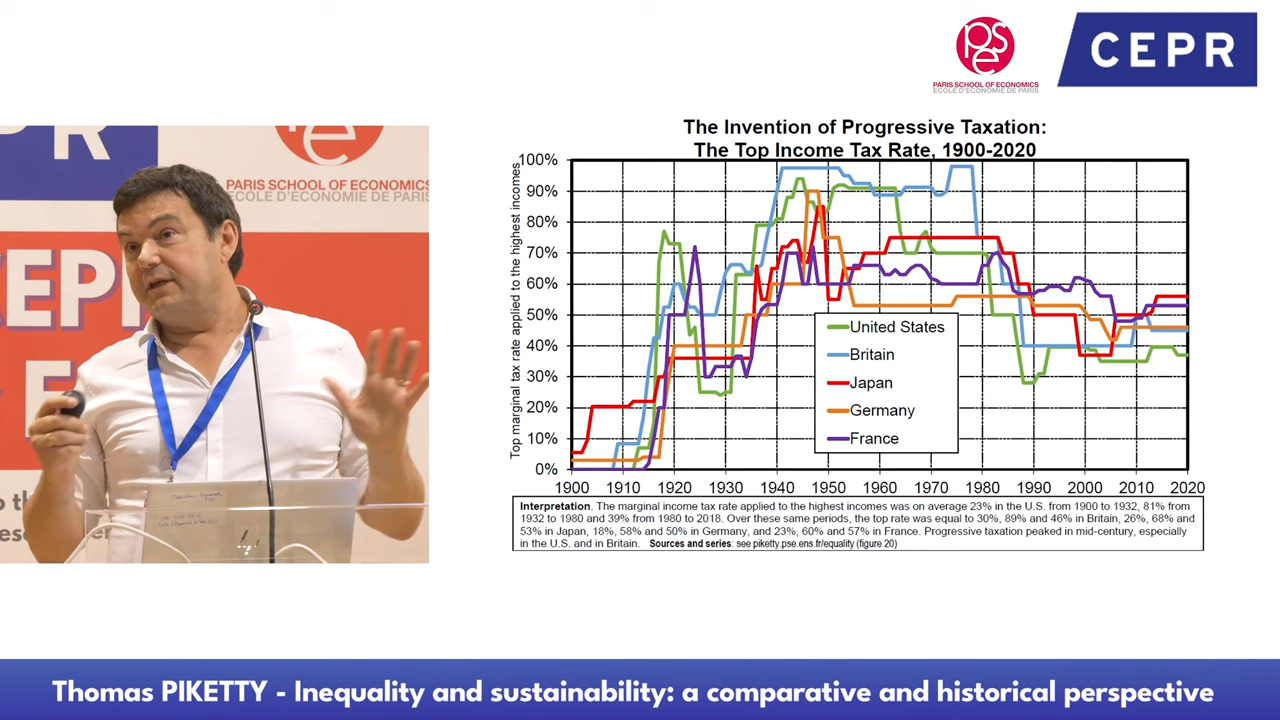 pse
PARIS SCHOOL OF ECONOMICS
ECOLE D'ECONOMIE DE PARIS
CEPR
PR
PARIS SCHOOL OF ECONOMICS
ECOLE D'ECONOMIE DE PARIS
CEPR
The Invention of Progressive Taxation:
The Top Income Tax Rate, 1900-2020
Top marginal tax rate applied to the highest incomes
100%
90%
80%
70%
60%
50%
40%
30%
20%
10%
0%
United States
Britain
Japan
Germany
France
1900 1910 1920 1930 1940 1950 1960 1970 1980 1990 2000 2010 2020
Interpretation. The marginal income tax rate applied to the highest incomes was on average 23% in the U.S. from 1900 to 1932, 81% from
1932 to 1980 and 39% from 1980 to 2018. Over these same periods, the top rate was equal to 30%, 89% and 46% in Britain, 26%, 68% and
53% in Japan, 18%, 58% and 50% in Germany, and 23%, 60% and 57% in France. Progressive taxation peaked in mid-century, especially
in the U.S. and in Britain. Sources and series: see piketty.pse.ens.fr/equality (figure 20)
hp
Thomas PIKETTY - Inequality and sustainability: a comparative and historical perspective